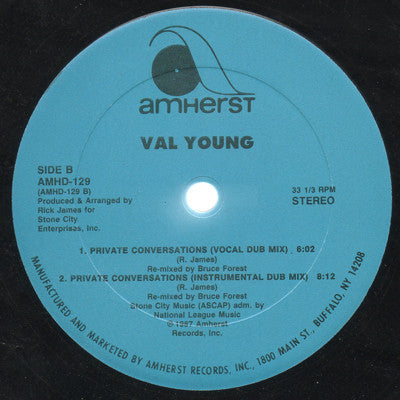 amherst
VAL YOUNG
SIDE B
AMHD-129
(AMHD-129 B)
Produced & Arranged by
Rick James for
Stone City
Enterprisas, Inc.
33 1/3 RPM
STEREO
1. PRIVATE CONVERSATIONS (VOCAL DUB MIX) 6:02
(R. James)
Re-mixed by Bruce Forest
2. PRIVATE CONVERSATIONS (INSTRUMENTAL DUB MIX) 8:12
(R. James)
Re-mixed by Bruce Forest
Stone City Music (ASCAP) adm. by
National League Music
©1987 Amherst
Records, Inc.
MANUFACTURED AND MARKETED BY AMHERST RECORDS, INC., 1800 MAIN ST., BUFFALO, NY 14208